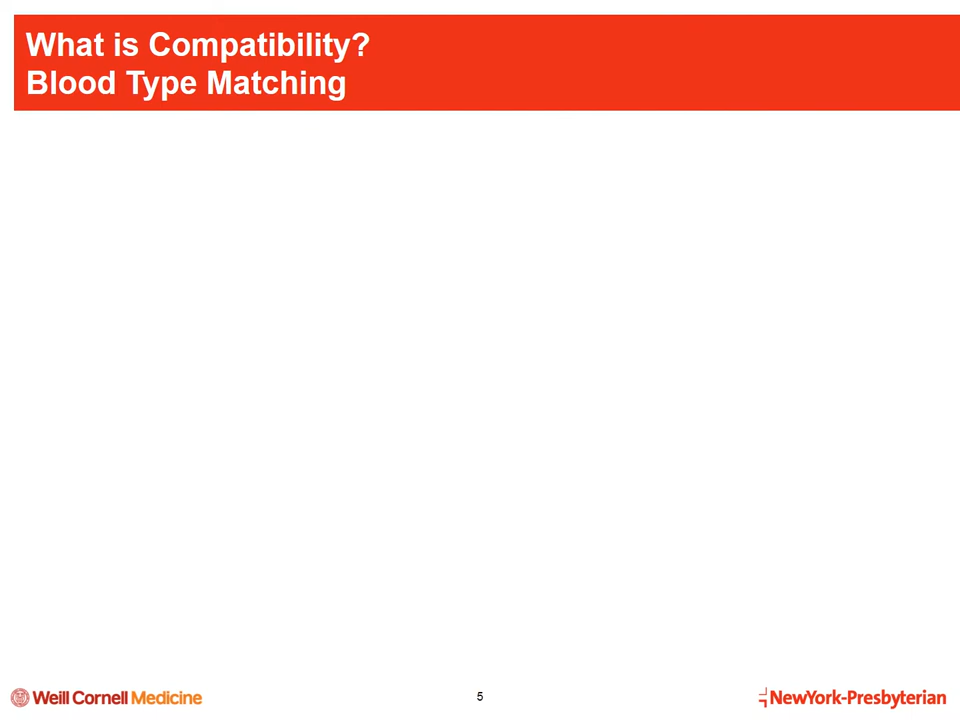 What is Compatibility?
Blood Type Matching
Weill Cornell Medicine
5
NewYork-Presbyterian